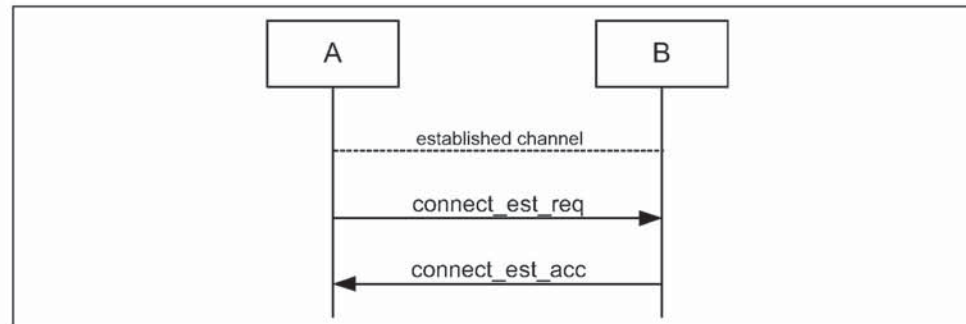 A
B
established channel
connect_est_req
connect_est_acc